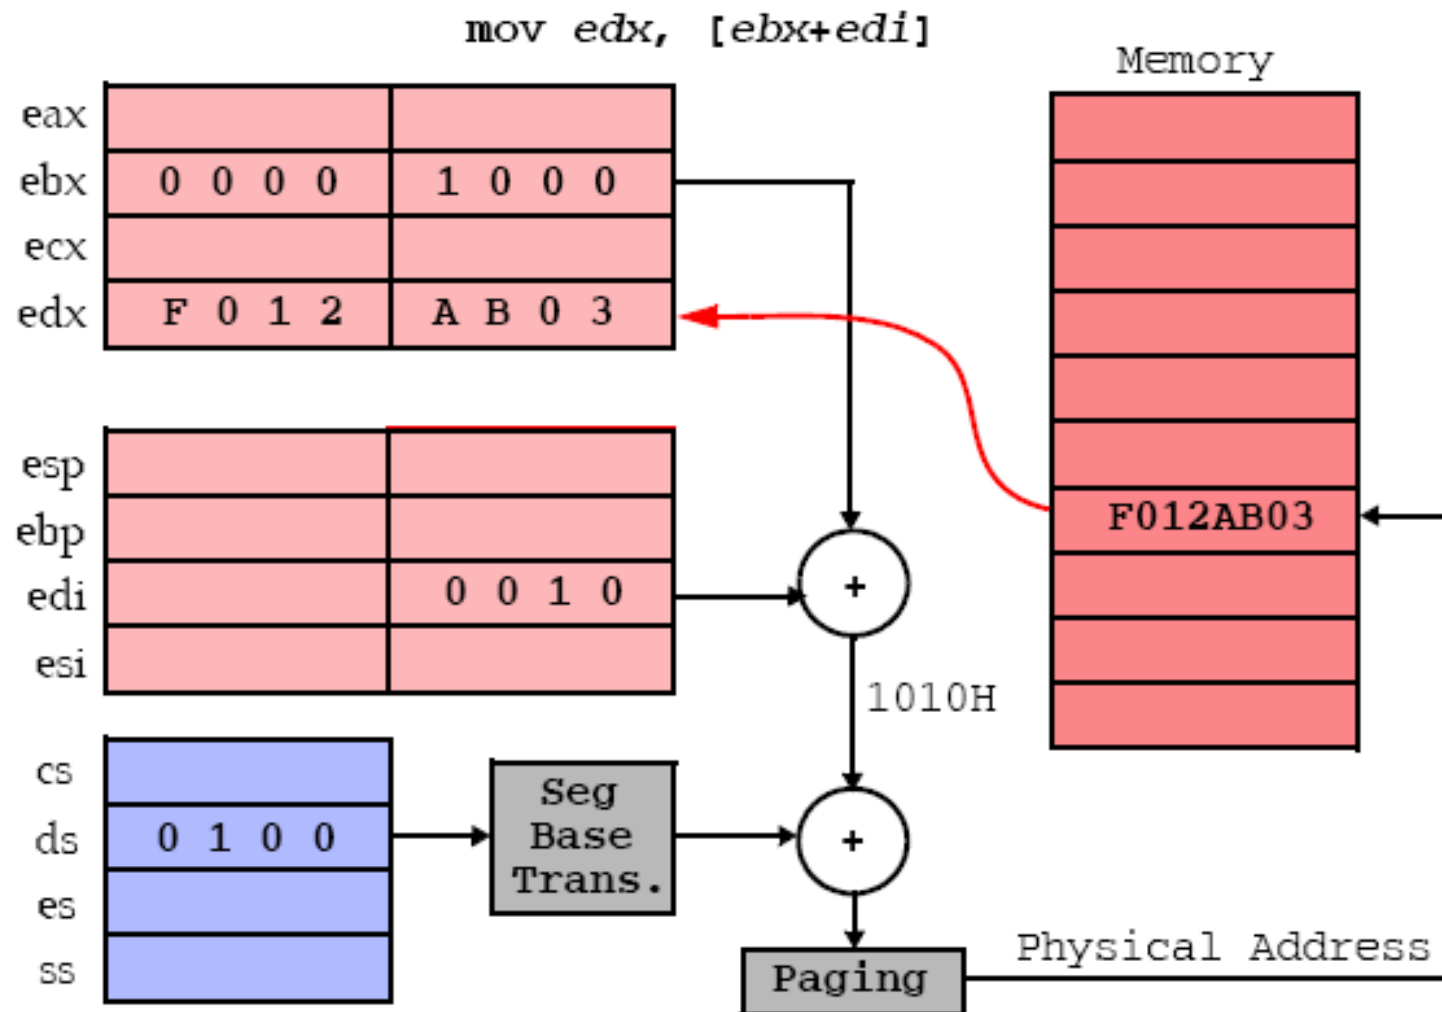 mov edx, [ebx+edi]
Memory
eax
ebx 0 0 0 0 1 0 0 0
ecx
edx F 0 1 2 A B 0 3
esp
ebp
F012AB03
edi 0 0 1 0
+
esi
1010H
cs
ds 0 1 0 0
Seg
Base
Trans.
+
es
ss
Paging
Physical Address